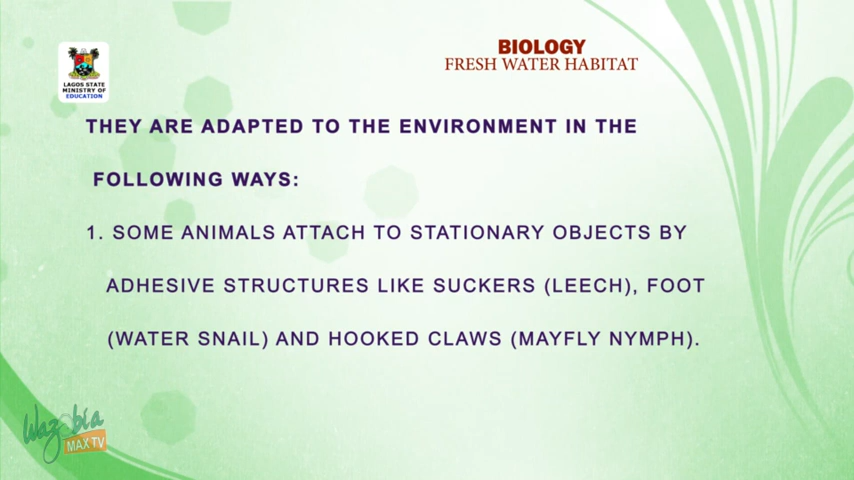 BIOLOGY
FRESH WATER HABITAT
LAGOS STATE
MINISTRY OF
EDUCATION
THEY ARE ADAPTED TO THE ENVIRONMENT IN THE
FOLLOWING WAYS:
1. SOME ANIMALS ATTACH TO STATIONARY OBJECTS BY
ADHESIVE STRUCTURES LIKE SUCKERS (LEECH), FOOT
(WATER SNAIL) AND HOOKED CLAWS (MAYFLY NYMPH).
Wazobia
MAX TV